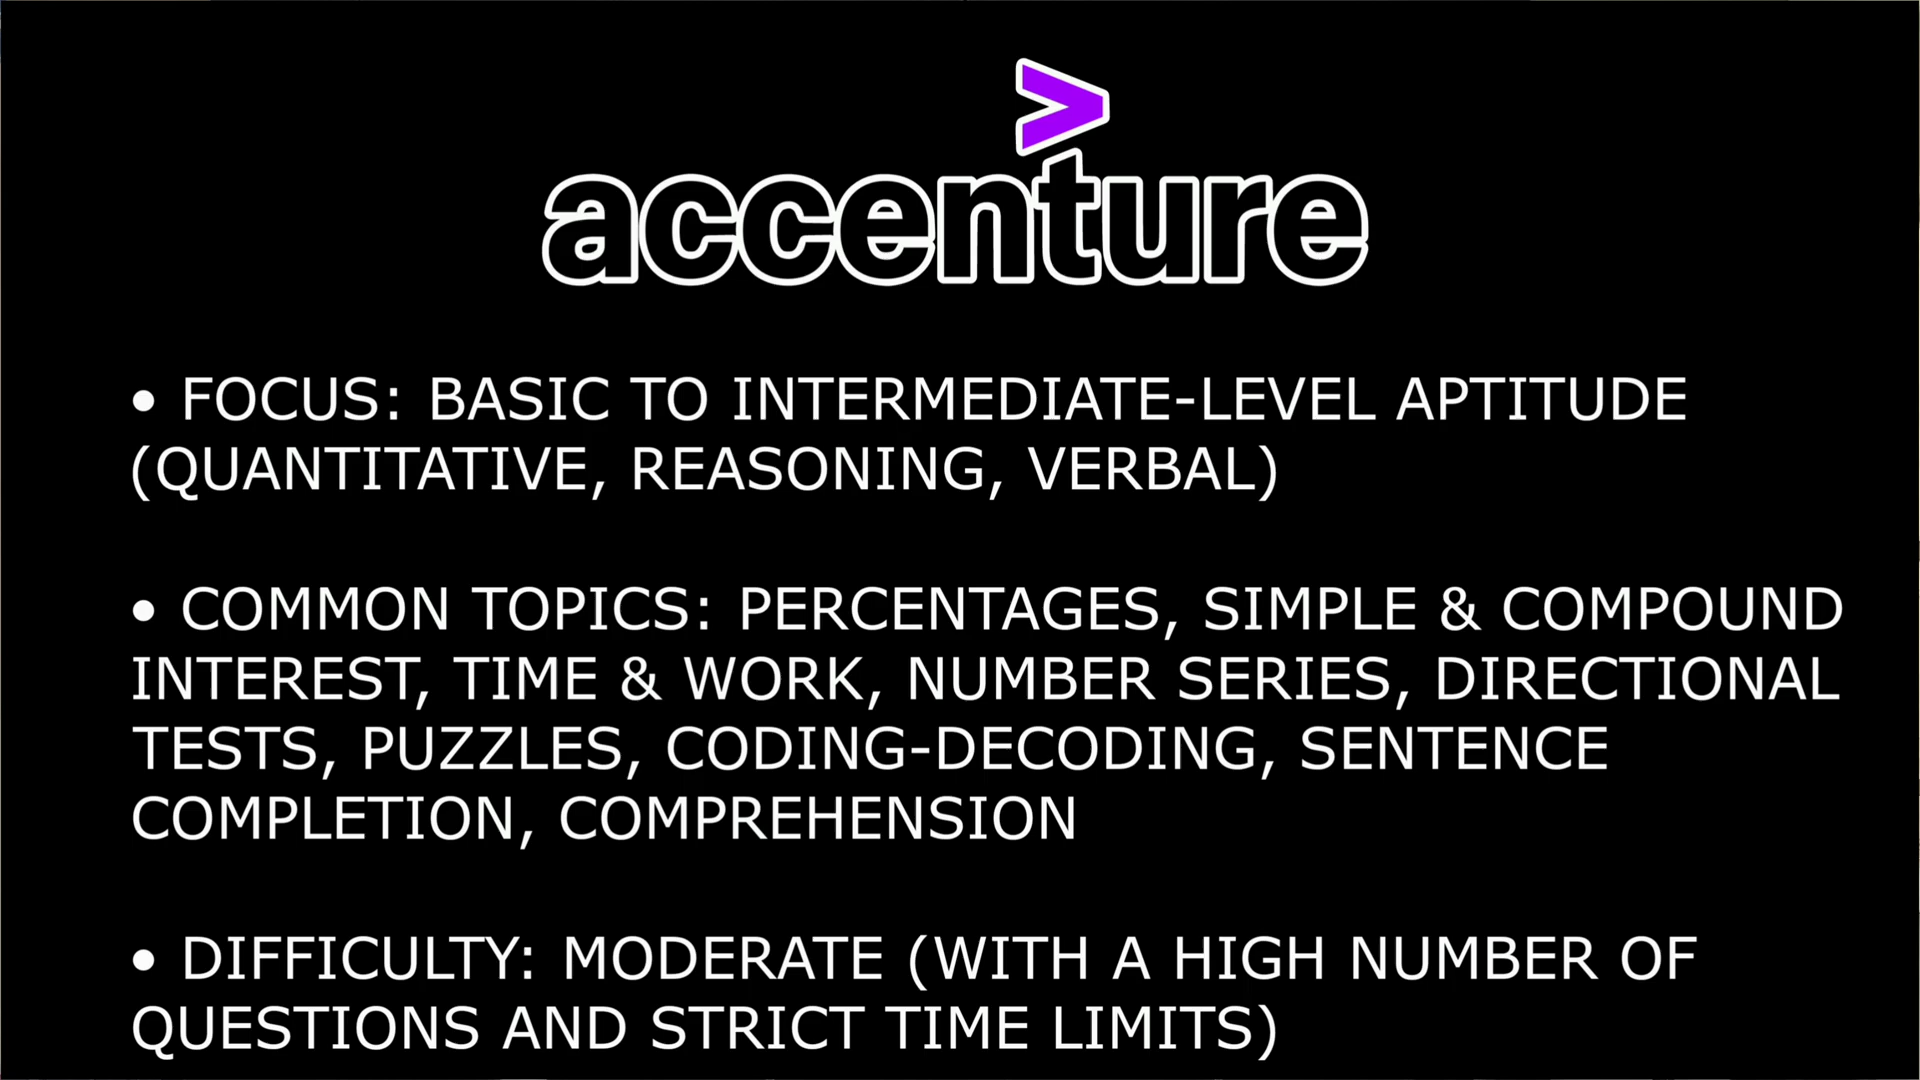 >
accenture
• FOCUS: BASIC TO INTERMEDIATE-LEVEL APTITUDE
(QUANTITATIVE, REASONING, VERBAL)
• COMMON TOPICS: PERCENTAGES, SIMPLE & COMPOUND
INTEREST, TIME & WORK, NUMBER SERIES, DIRECTIONAL
TESTS, PUZZLES, CODING-DECODING, SENTENCE
COMPLETION, COMPREHENSION
• DIFFICULTY: MODERATE (WITH A HIGH NUMBER OF
QUESTIONS AND STRICT TIME LIMITS)